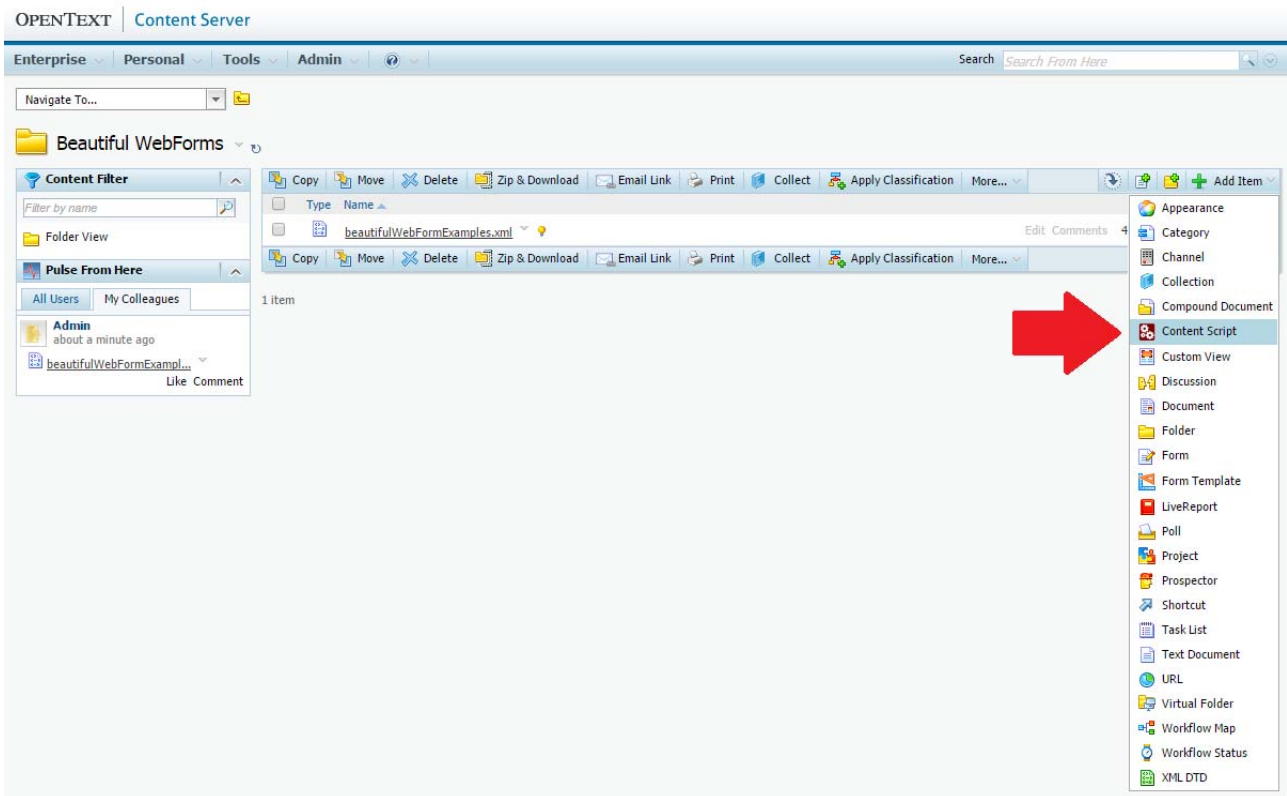 OPENTEXT Content Server
Enterprise Personal Tools Admin Search Search From Here
Navigate To...
Beautiful WebForms
Content Filter
Filter by name
Folder View
Pulse From Here
All Users My Colleagues
Admin
about a minute ago
beautifulWebFormExampl...
Like Comment
Copy Move Delete Zip & Download Email Link Print Collect Apply Classification More... Add Item
Type Name
beautifulWebFormExamples.xml Edit Comments 4
Copy Move Delete Zip & Download Email Link Print Collect Apply Classification More...
1 item
Appearance
Category
Channel
Collection
Compound Document
Content Script
Custom View
Discussion
Document
Folder
Form
Form Template
LiveReport
Poll
Project
Prospector
Shortcut
Task List
Text Document
URL
Virtual Folder
Workflow Map
Workflow Status
XML DTD